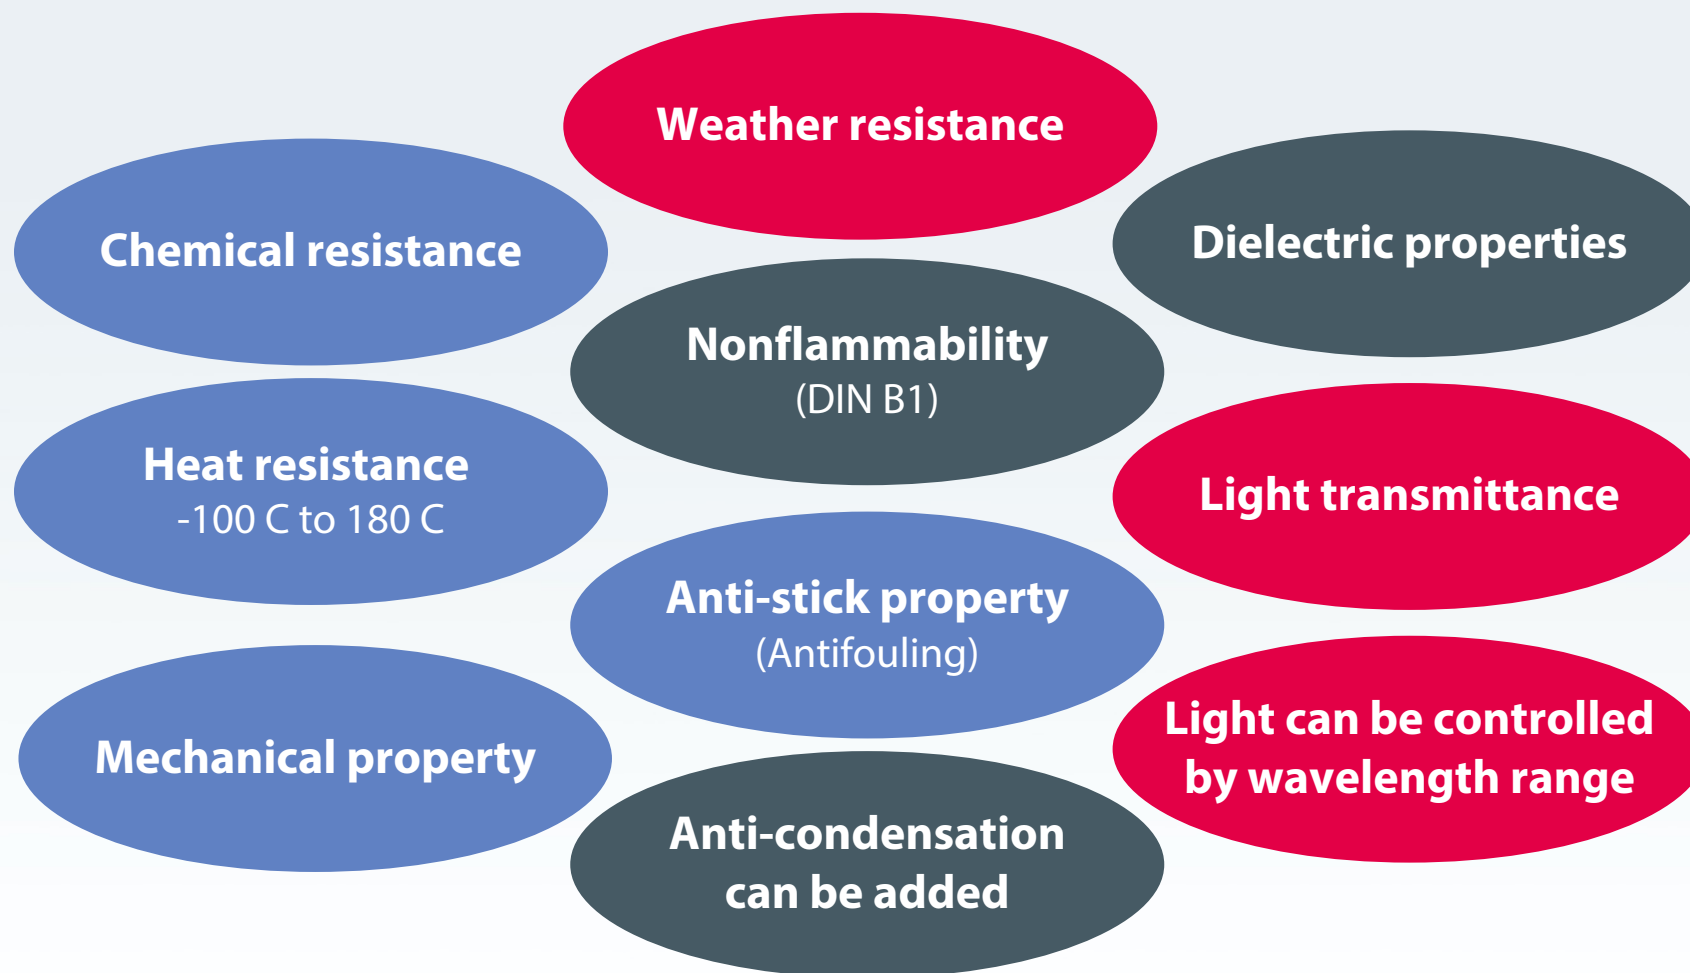 Weather resistance
Chemical resistance
Dielectric properties
Nonflammability
(DIN B1)
Heat resistance
-100 C to 180 C
Light transmittance
Anti-stick property
(Antifouling)
Mechanical property
Light can be controlled
by wavelength range
Anti-condensation
can be added